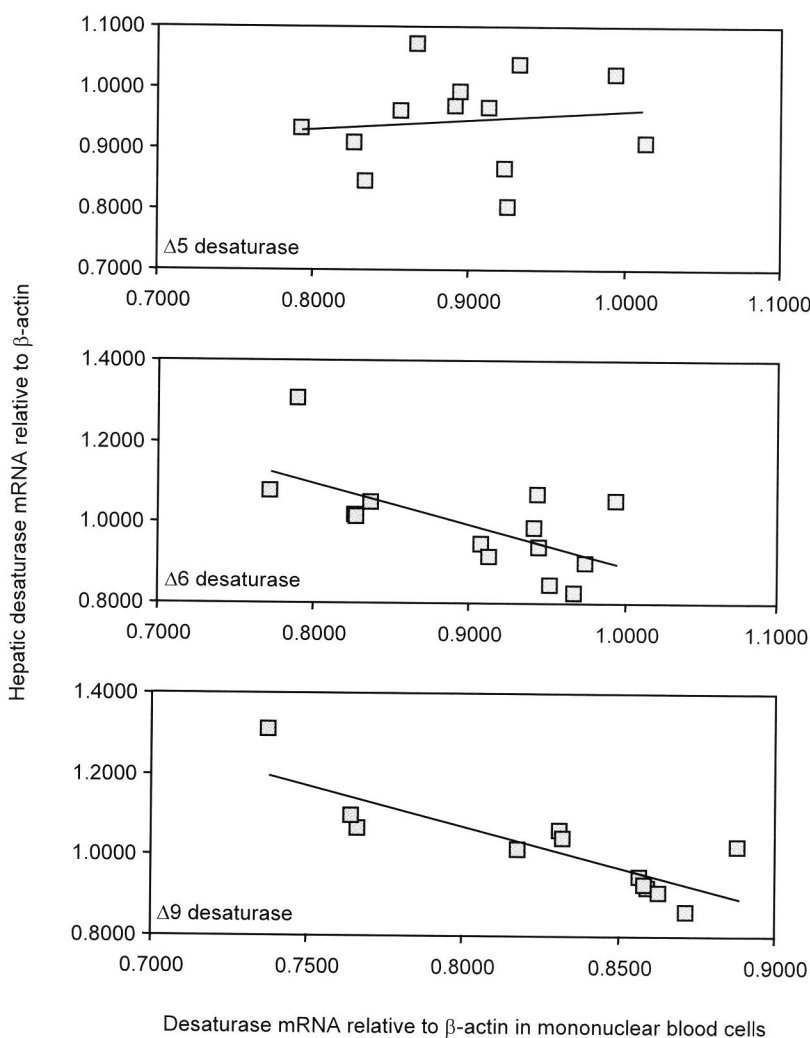 Hepatic desaturase mRNA relative to β-actin
1.1000
1.0000
0.9000
0.8000
0.7000
Δ5 desaturase
0.7000 0.8000 0.9000 1.0000 1.1000
1.4000
1.2000
1.0000
0.8000
Δ6 desaturase
0.7000 0.8000 0.9000 1.0000 1.1000
1.4000
1.2000
1.0000
0.8000
Δ9 desaturase
0.7000 0.7500 0.8000 0.8500 0.9000
Desaturase mRNA relative to β-actin in mononuclear blood cells